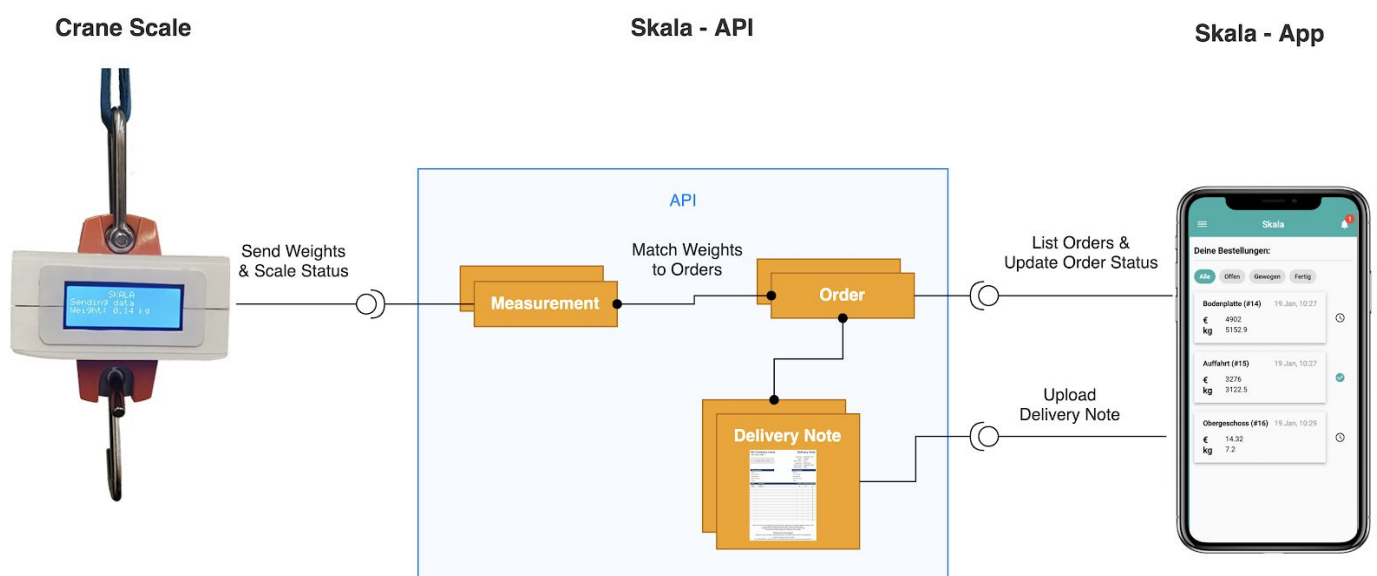 Crane Scale
Skala - API
Skala - App
API
Send Weights
& Scale Status
SKALA
Sending data
Weight: 0.14 kg
Measurement
Match Weights
to Orders
Order
Delivery Note
Delivery Note
List Orders &
Update Order Status
Upload
Delivery Note
Skala
1
Deine Bestellungen:
Alle Offen Gewogen Fertig
Bodenplatte (#14) 19.Jan, 10:27
€ 4902
kg 5152.9
Auffahrt (#15) 19.Jan, 10:27
€ 3276
kg 3122.5
Obergeschoss (#16) 19.Jan, 10:29
€ 14.32
kg 7.2